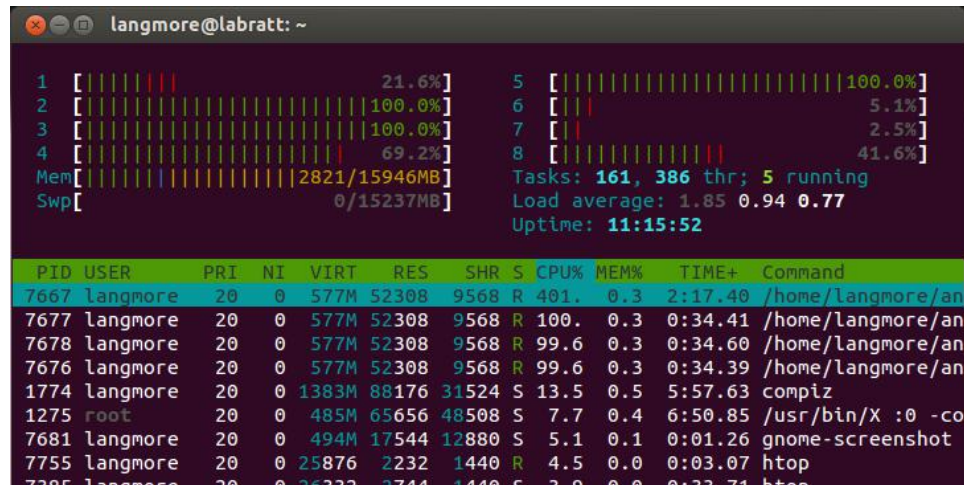 langmore@labratt: ~
1 [|||||||| 21.6%] 5 [||||||||||||||||||||||||100.0%]
2 [||||||||||||||||||||||||100.0%] 6 [||| 5.1%]
3 [||||||||||||||||||||||||100.0%] 7 [|| 2.5%]
4 [|||||||||||||||||||||| 69.2%] 8 [|||||||||||||| 41.6%]
Mem[||||||||||||||||||2821/15946MB] Tasks: 161, 386 thr; 5 running
Swp[ 0/15237MB] Load average: 1.85 0.94 0.77
Uptime: 11:15:52
PID USER PRI NI VIRT RES SHR S CPU% MEM% TIME+ Command
7667 langmore 20 0 577M 52308 9568 R 401. 0.3 2:17.40 /home/langmore/an
7677 langmore 20 0 577M 52308 9568 R 100. 0.3 0:34.41 /home/langmore/an
7678 langmore 20 0 577M 52308 9568 R 99.6 0.3 0:34.60 /home/langmore/an
7676 langmore 20 0 577M 52308 9568 R 99.6 0.3 0:34.39 /home/langmore/an
1774 langmore 20 0 1383M 88176 31524 S 13.5 0.5 5:57.63 compiz
1275 root 20 0 485M 65656 48508 S 7.7 0.4 6:50.85 /usr/bin/X :0 -co
7681 langmore 20 0 494M 17544 12880 S 5.1 0.1 0:01.26 gnome-screenshot
7755 langmore 20 0 25876 2232 1440 R 4.5 0.0 0:03.07 htop